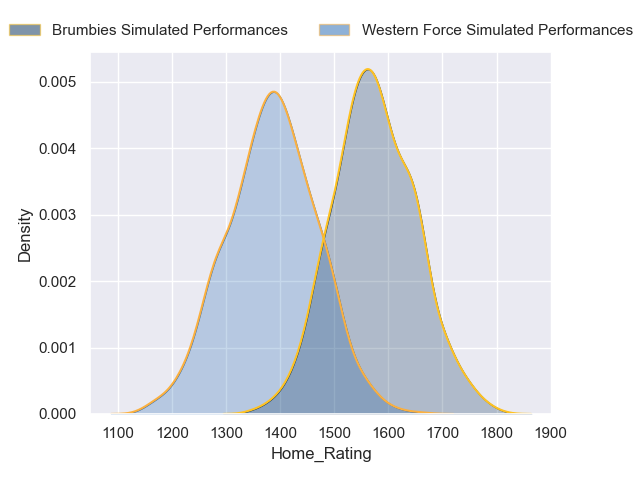 Brumbies Simulated Performances
Western Force Simulated Performances
0.005
0.004
0.003
0.002
0.001
0.000
Density
1100 1200 1300 1400 1500 1600 1700 1800 1900
Home_Rating